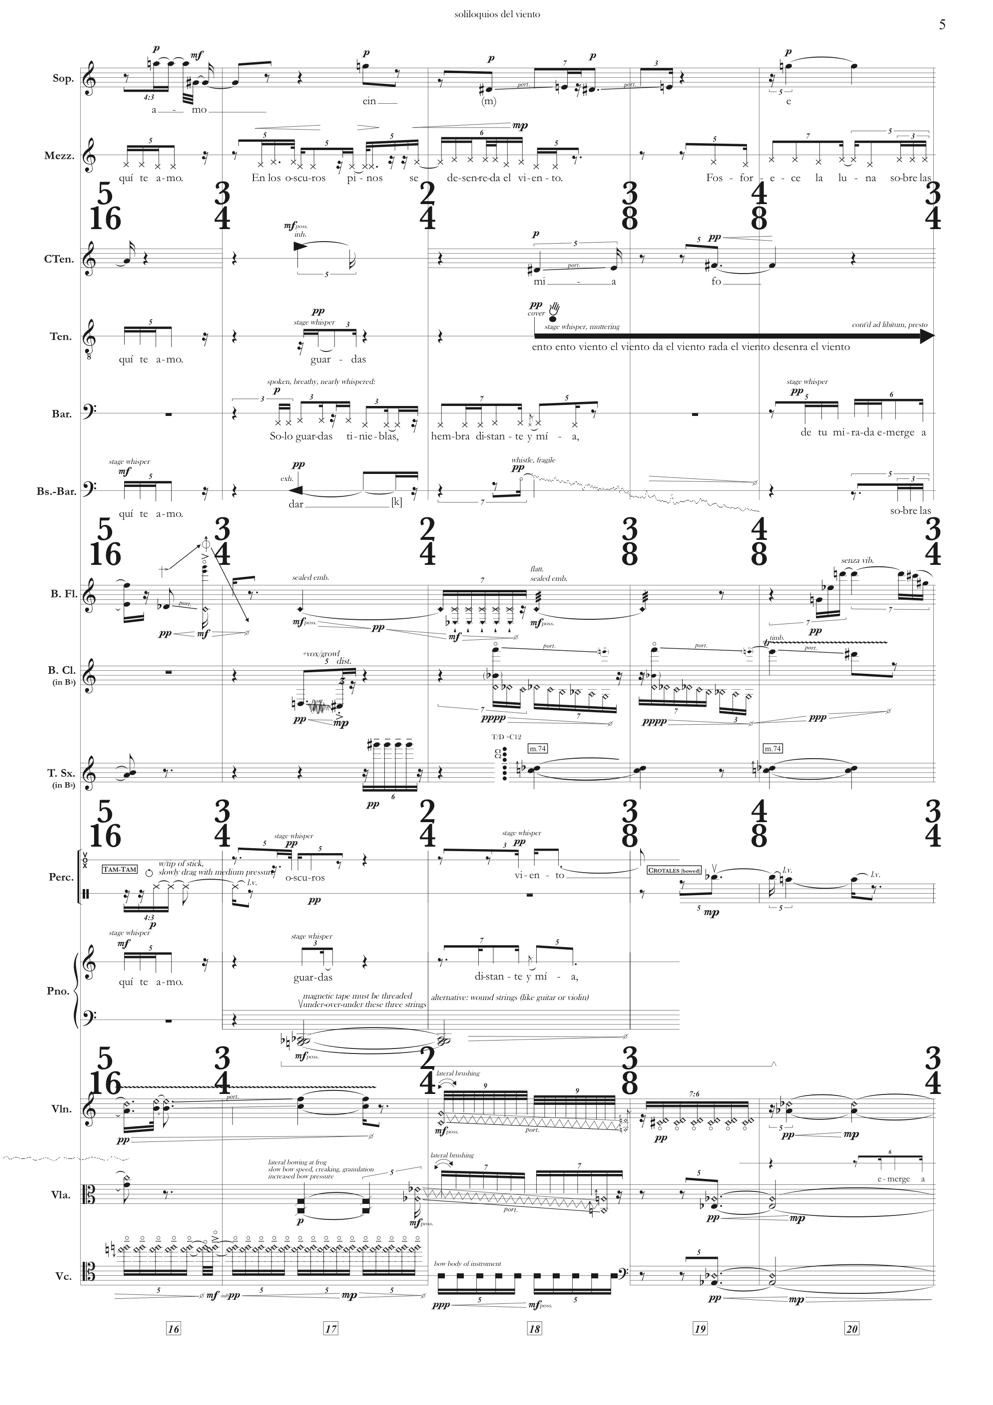 soliloquios del viento
5
Sop.
p
mf
p
p
p
4:3
port.
7
port.
3
5
a - mo
ein
(m)
e
Mezz.
5
5
5
5
6
mp
5
5
7
5
3
quí te a-mo.
En los o-scu-ros pi - nos se de-sen-re-da el vi-en-to.
Fos - for - e - ce la lu - na so-bre las
5 16
3 4
2 4
3 8
4 8
3 4
CTen.
mf poss.
inh.
5
p
5
port.
5
pp
mi - a
fo
Ten.
5
pp
stage whisper
3
pp
cover
stage whisper, muttering
cont'd ad libitum, presto
quí te a-mo.
guar - das
ento ento viento el viento da el viento rada el viento desenra el viento
Bar.
spoken, breathy, nearly whispered:
p
3
3
3
7
5
stage whisper
pp
5
6
So-lo guar-das ti-nie-blas,
hem-bra di-stan-te y mí-a,
de tu mi-ra-da e-merge a
Bs.-Bar.
stage whisper
mf
5
pp
exh.
whistle, fragile
pp
7
5
3
quí te a-mo.
dar
[k]
so-bre las
5 16
3 4
2 4
3 8
4 8
3 4
B. Fl.
port.
pp
mf
sealed emb.
mf poss.
pp
7
mf
flatt.
sealed emb.
mf poss.
senza vib.
7
pp
7
B. Cl.
(in B♭)
+vox/growl
dist.
5
pp
mp
port.
7
pppp
7
port.
pppp
7
3
timb.
port.
ppp
T. Sx.
(in B♭)
pp
6
T/D =C12
m.74
m.74
5 16
3 4
2 4
3 8
4 8
3 4
Perc.
TAM-TAM
w/tip of stick,
slowly drag with medium pressure
4:3
p
l.v.
stage whisper
5
pp
5
o-scu-ros
pp
stage whisper
pp
7
3
vi - en - to
CROTALES [bowed]
5
mp
l.v.
5
l.v.
Pno.
stage whisper
mf
5
stage whisper
3
7
5
quí te a-mo.
guar-das
di-stan - te y mí - a,
magnetic tape must be threaded
under-over-under these three strings
alternative: wound strings (like guitar or violin)
mf poss.
5 16
3 4
2 4
3 8
4 8
3 4
Vln.
pp
port.
lateral brushing
9
9
mf poss.
port.
7:6
pp
5
pp
mp
Vla.
lateral bowing at frog
slow bow speed, creaking, granulation
increased bow pressure
p
5
mf poss.
lateral brushing
7
7
port.
5
pp
mp
5
6
e - merge a
Vc.
5
mf
pp
5
mp
5
bow body of instrument
ppp
5
mf poss.
5
5
pp
mp
16
17
18
19
20